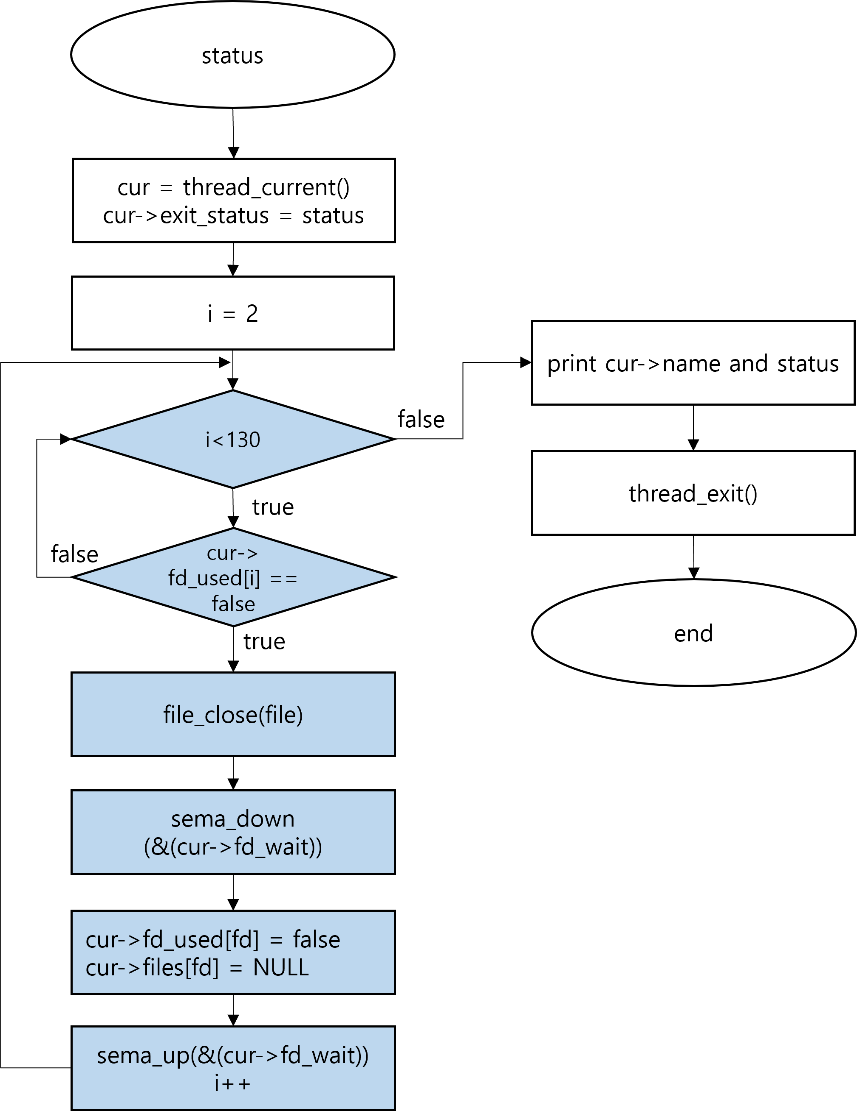 status
cur = thread_current()
cur->exit_status = status
i = 2
i<130
false
true
cur->
fd_used[i] ==
false
false
true
file_close(file)
sema_down
(&(cur->fd_wait))
cur->fd_used[fd] = false
cur->files[fd] = NULL
sema_up(&(cur->fd_wait))
i++
print cur->name and status
thread_exit()
end